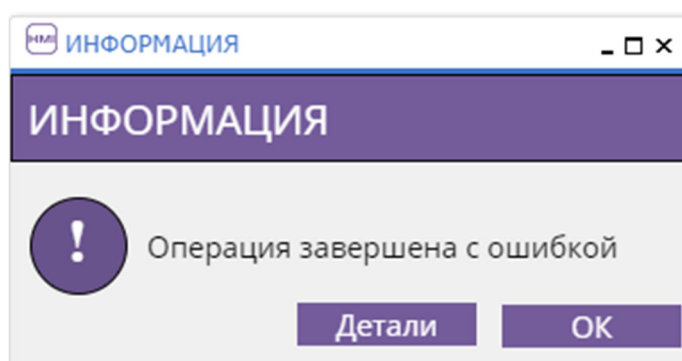 HMI ИНФОРМАЦИЯ
ИНФОРМАЦИЯ
! Операция завершена с ошибкой
Детали OK